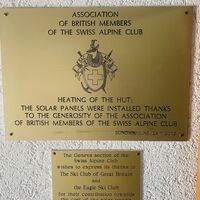 ASSOCIATION
OF BRITISH MEMBERS
OF THE SWISS ALPINE CLUB
HEATING OF THE HUT:
THE SOLAR PANELS WERE INSTALLED THANKS
TO THE GENEROSITY OF THE ASSOCIATION
OF BRITISH MEMBERS OF THE SWISS ALPINE CLUB
The Geneva section of the
Swiss Alpine Club
wishes to express its thanks to
The Ski Club of Great Britain
and
the Eagle Ski Club
for their contribution towards